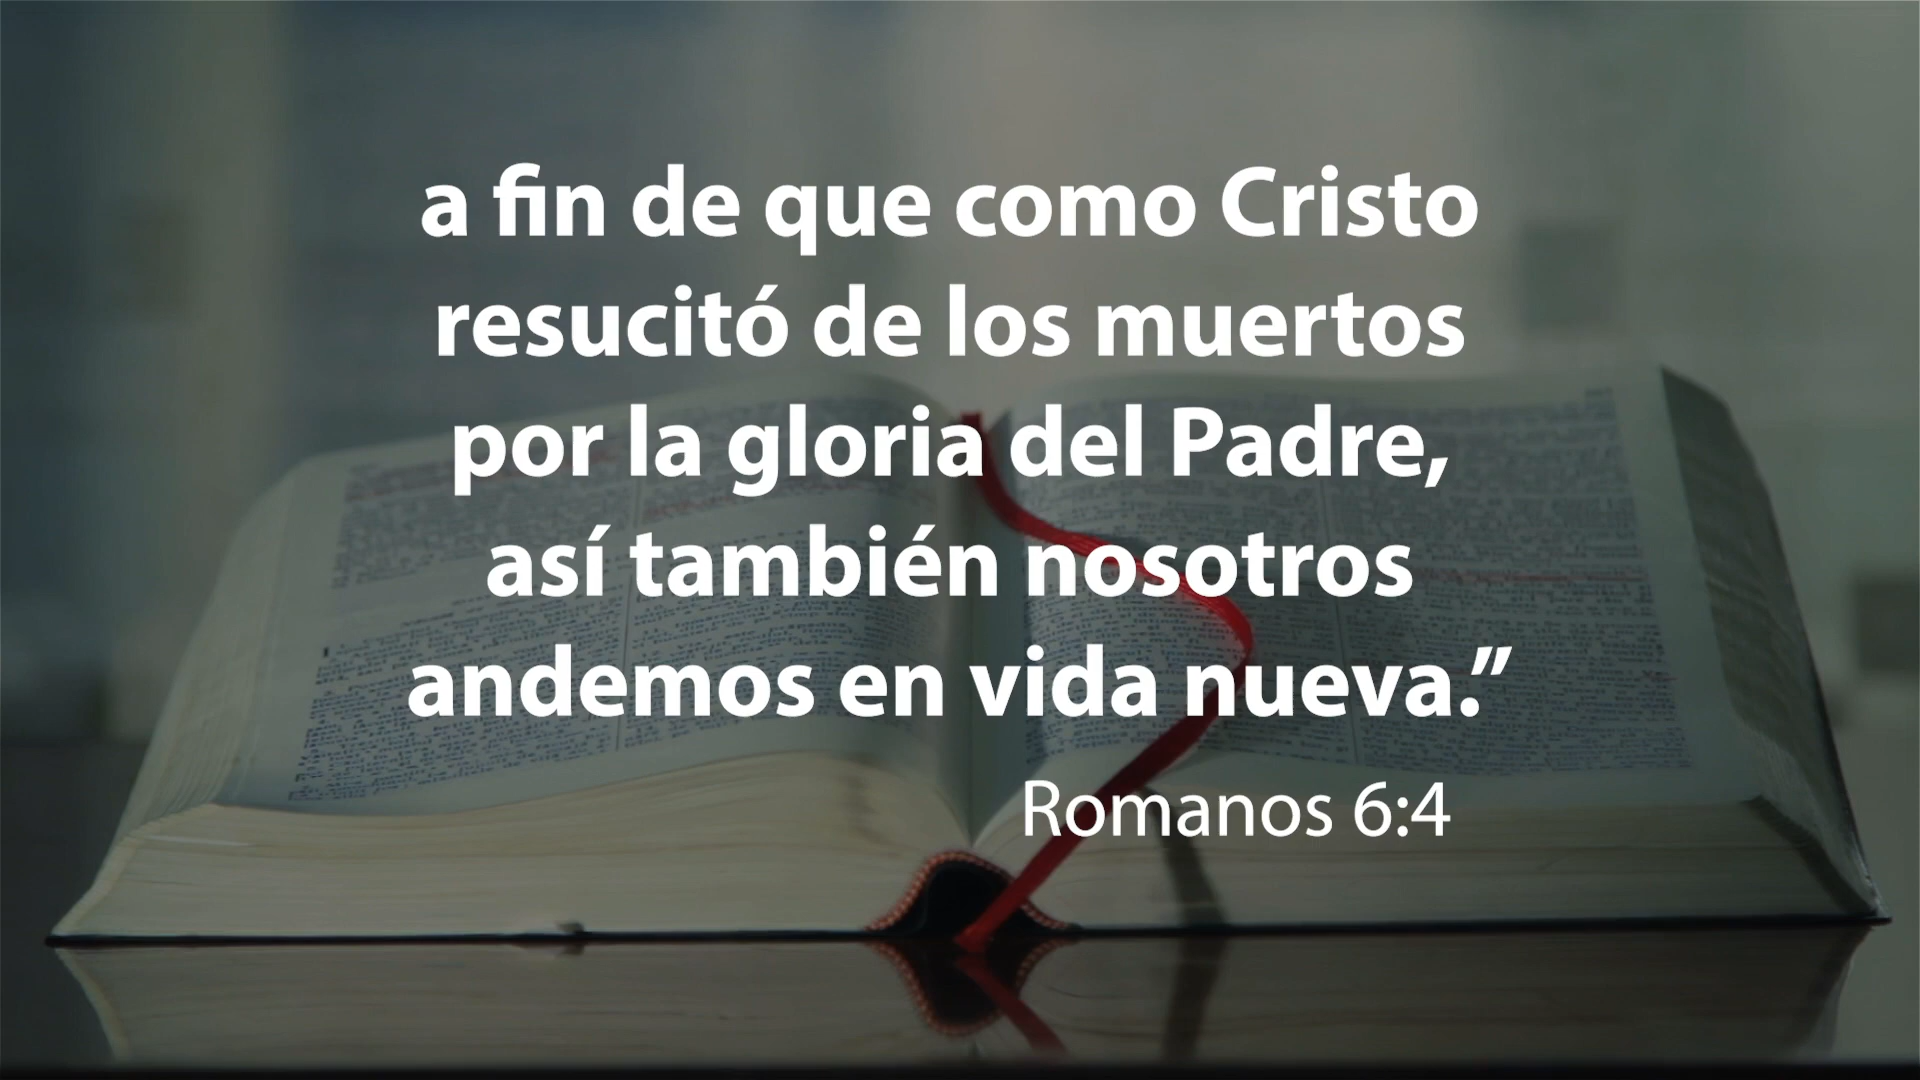 a fin de que como Cristo
resucitó de los muertos
por la gloria del Padre,
así también nosotros
andemos en vida nueva.”
Romanos 6:4